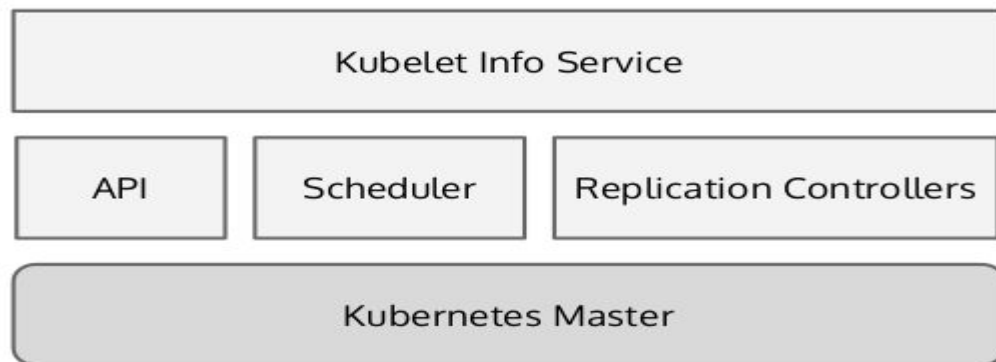 Kubelet Info Service
API
Scheduler
Replication Controllers
Kubernetes Master